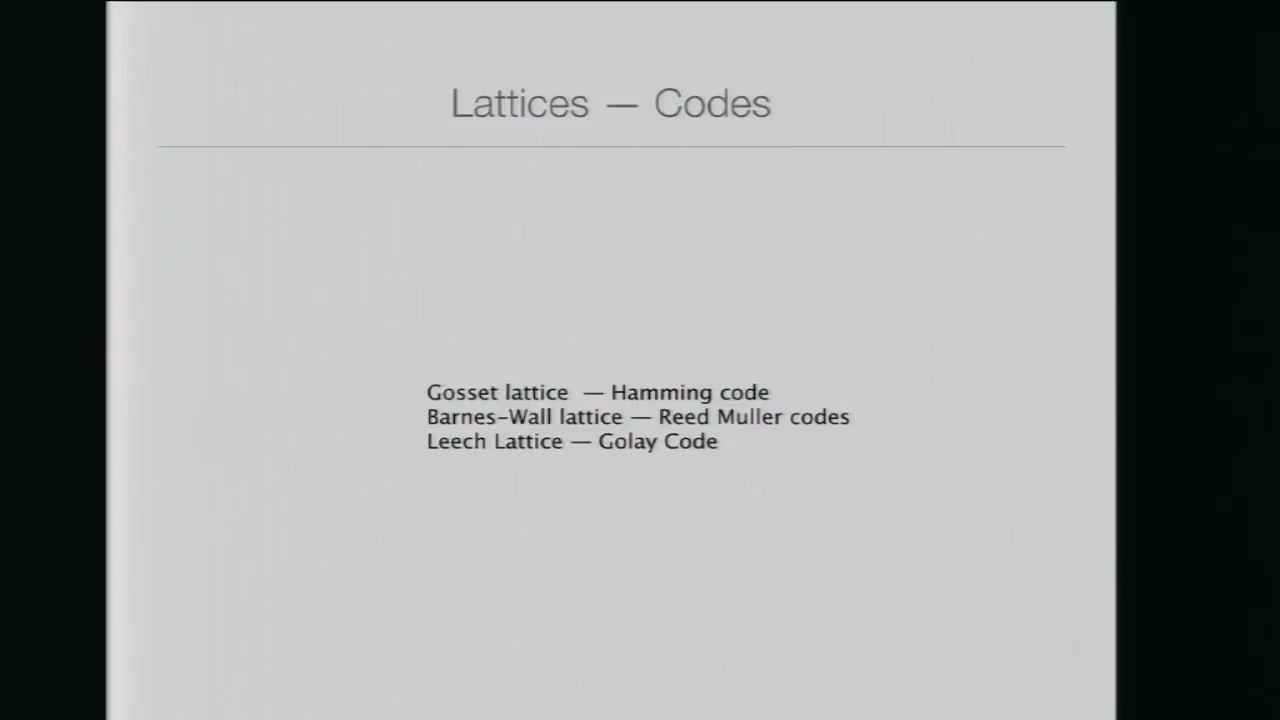 Lattices — Codes
Gosset lattice — Hamming code
Barnes-Wall lattice — Reed Muller codes
Leech Lattice — Golay Code